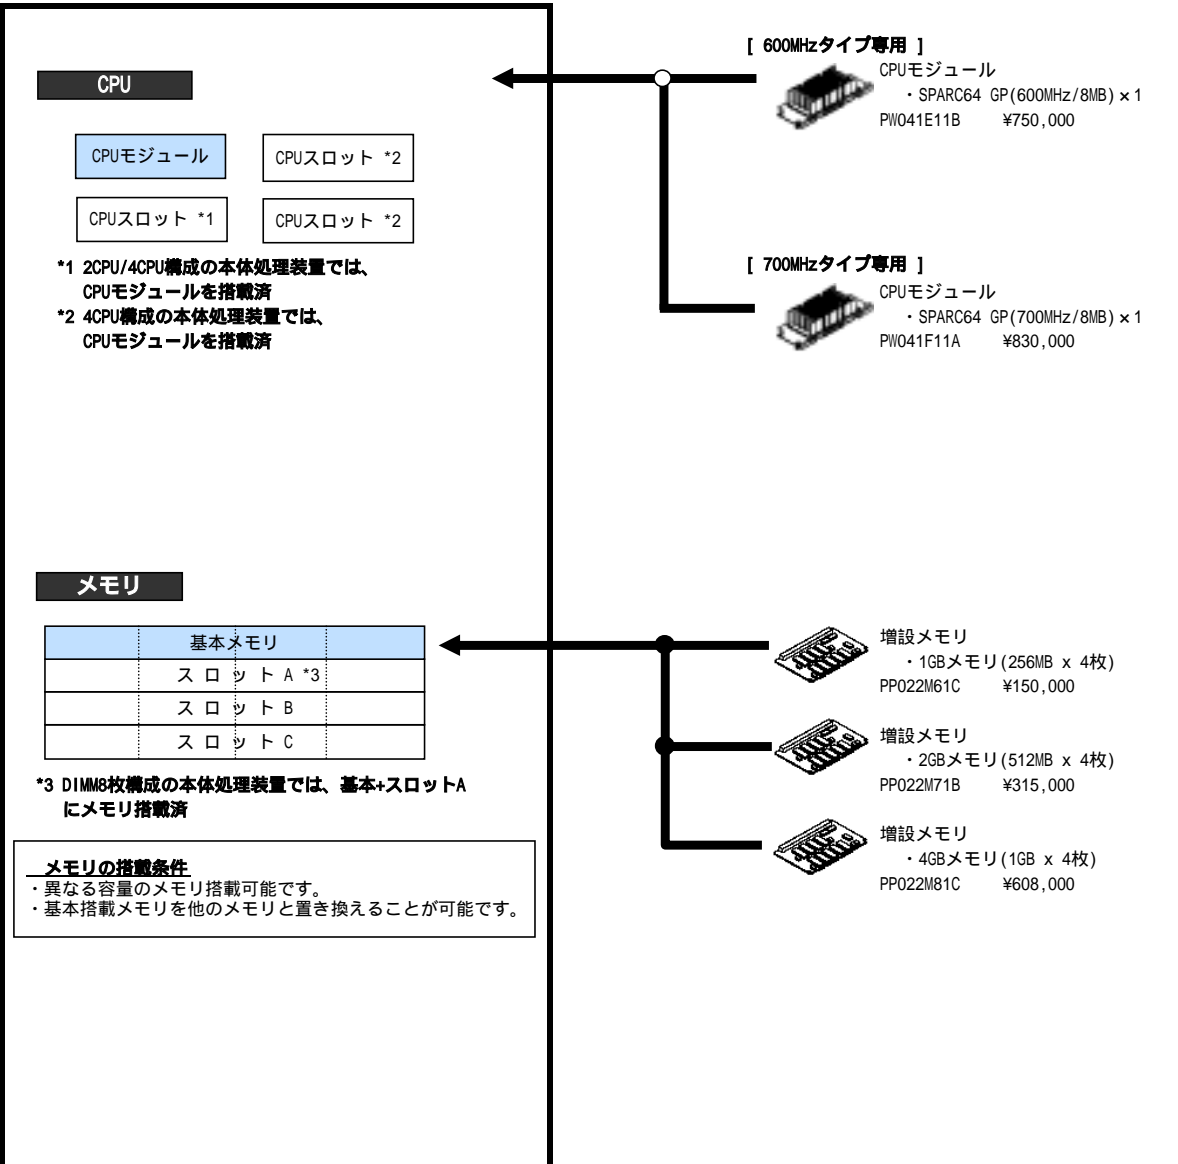 CPU
CPUモジュール
CPUスロット *2
CPUスロット *1
CPUスロット *2
*1 2CPU/4CPU構成の本体処理装置では、
CPUモジュールを搭載済
*2 4CPU構成の本体処理装置では、
CPUモジュールを搭載済
[ 600MHzタイプ専用 ]
CPUモジュール
・SPARC64 GP(600MHz/8MB)×1
PW041E11B ¥750,000
[ 700MHzタイプ専用 ]
CPUモジュール
・SPARC64 GP(700MHz/8MB)×1
PW041F11A ¥830,000
メモリ
基本メモリ
スロットA *3
スロットB
スロットC
*3 DIMM8枚構成の本体処理装置では、基本+スロットA
にメモリ搭載済
メモリの搭載条件
・異なる容量のメモリ搭載可能です。
・基本搭載メモリを他のメモリと置き換えることが可能です。
増設メモリ
・1GBメモリ(256MB x 4枚)
PP022M61C ¥150,000
増設メモリ
・2GBメモリ(512MB x 4枚)
PP022M71B ¥315,000
増設メモリ
・4GBメモリ(1GB x 4枚)
PP022M81C ¥608,000